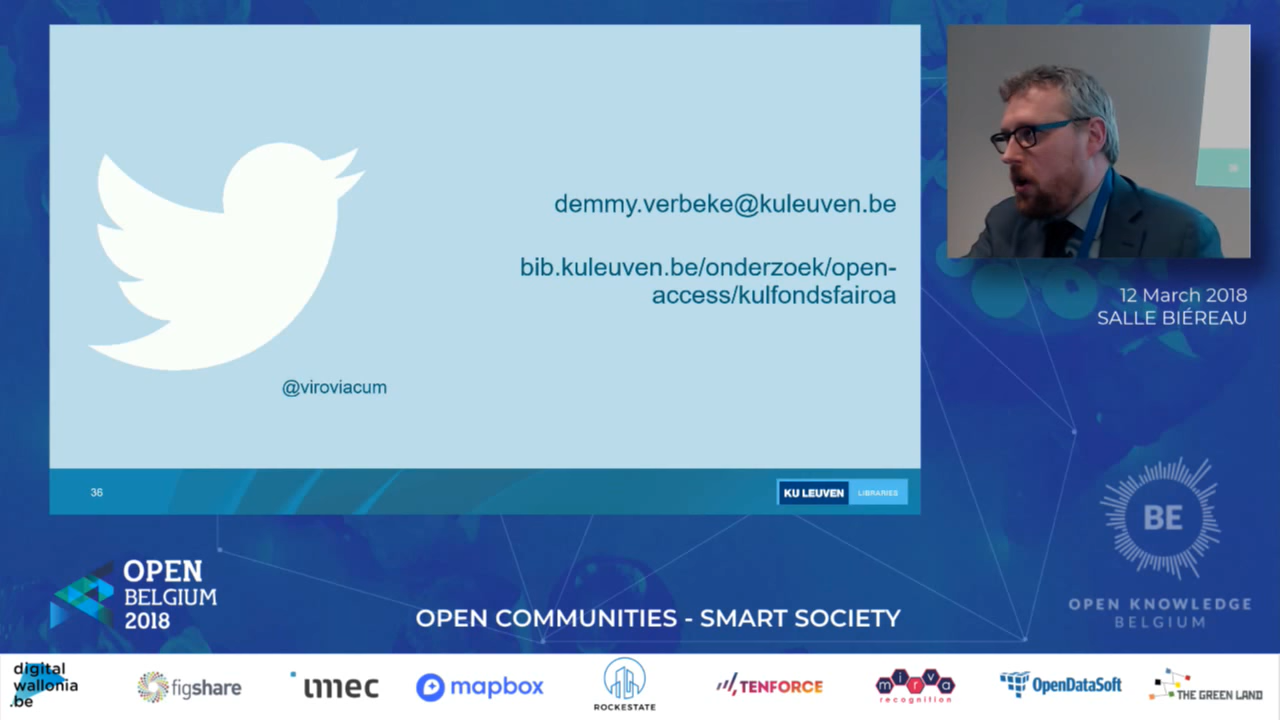 demmy.verbeke@kuleuven.be
bib.kuleuven.be/onderzoek/open-
access/kulfondsfairoa
@viroviacum
36
KU LEUVEN LIBRARIES
12 March 2018
SALLE BIÉREAU
BE
OPEN KNOWLEDGE
BELGIUM
OPEN
BELGIUM
2018
OPEN COMMUNITIES - SMART SOCIETY
digital
wallonia
.be
figshare
imec
mapbox
ROCKESTATE
TENFORCE
mirva
recognition
OpenDataSoft
THE GREEN LAND